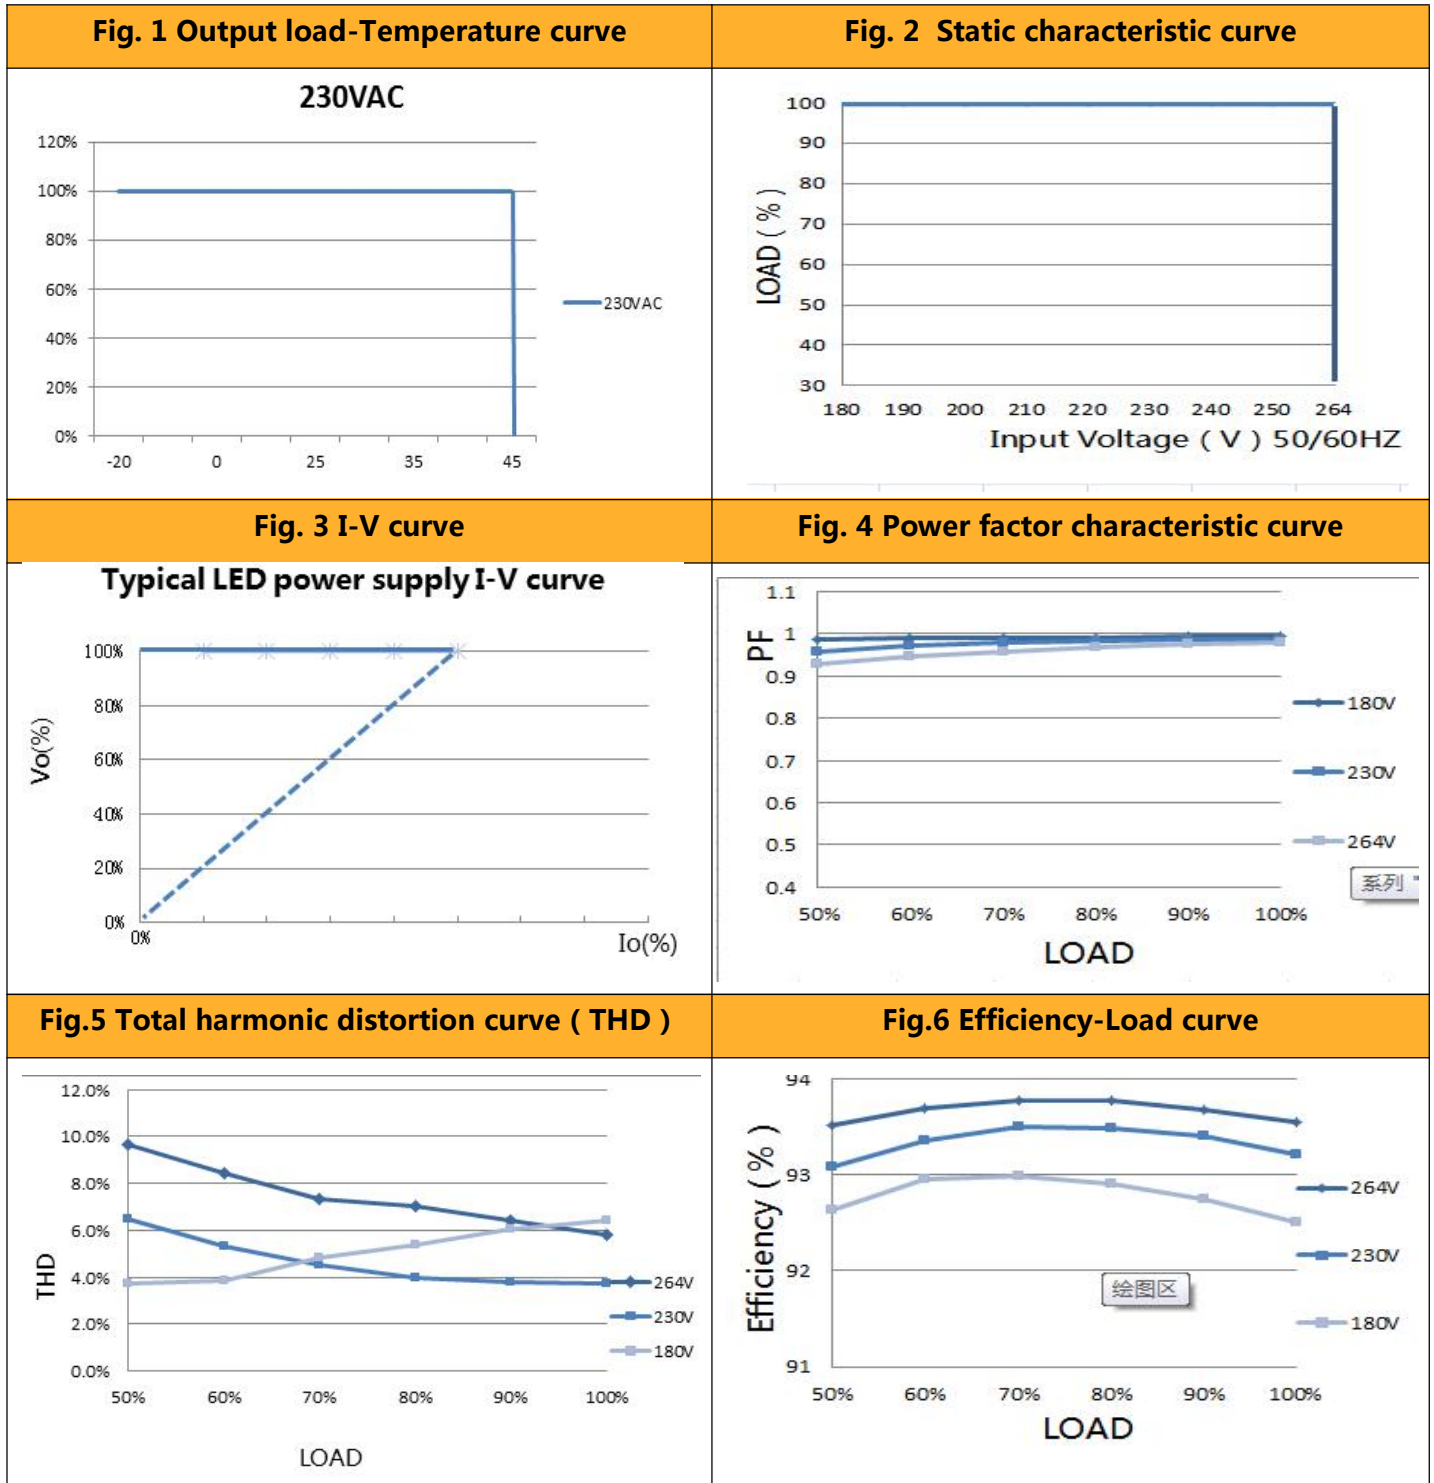 Fig. 1 Output load-Temperature curve
230VAC
120%
100%
80%
60%
40%
20%
0%
-20 0 25 35 45
230VAC
Fig. 2 Static characteristic curve
LOAD ( % )
100
90
80
70
60
50
40
30
180 190 200 210 220 230 240 250 264
Input Voltage ( V ) 50/60HZ
Fig. 3 I-V curve
Typical LED power supply I-V curve
Vo(%)
100%
80%
60%
40%
20%
0%
0%
Io(%)
Fig. 4 Power factor characteristic curve
PF
1.1
1
0.9
0.8
0.7
0.6
0.5
0.4
50% 60% 70% 80% 90% 100%
LOAD
180V
230V
264V
系列
Fig.5 Total harmonic distortion curve ( THD )
THD
12.0%
10.0%
8.0%
6.0%
4.0%
2.0%
0.0%
50% 60% 70% 80% 90% 100%
LOAD
264V
230V
180V
Fig.6 Efficiency-Load curve
Efficiency ( % )
94
93
92
91
50% 60% 70% 80% 90% 100%
LOAD
264V
230V
180V
绘图区